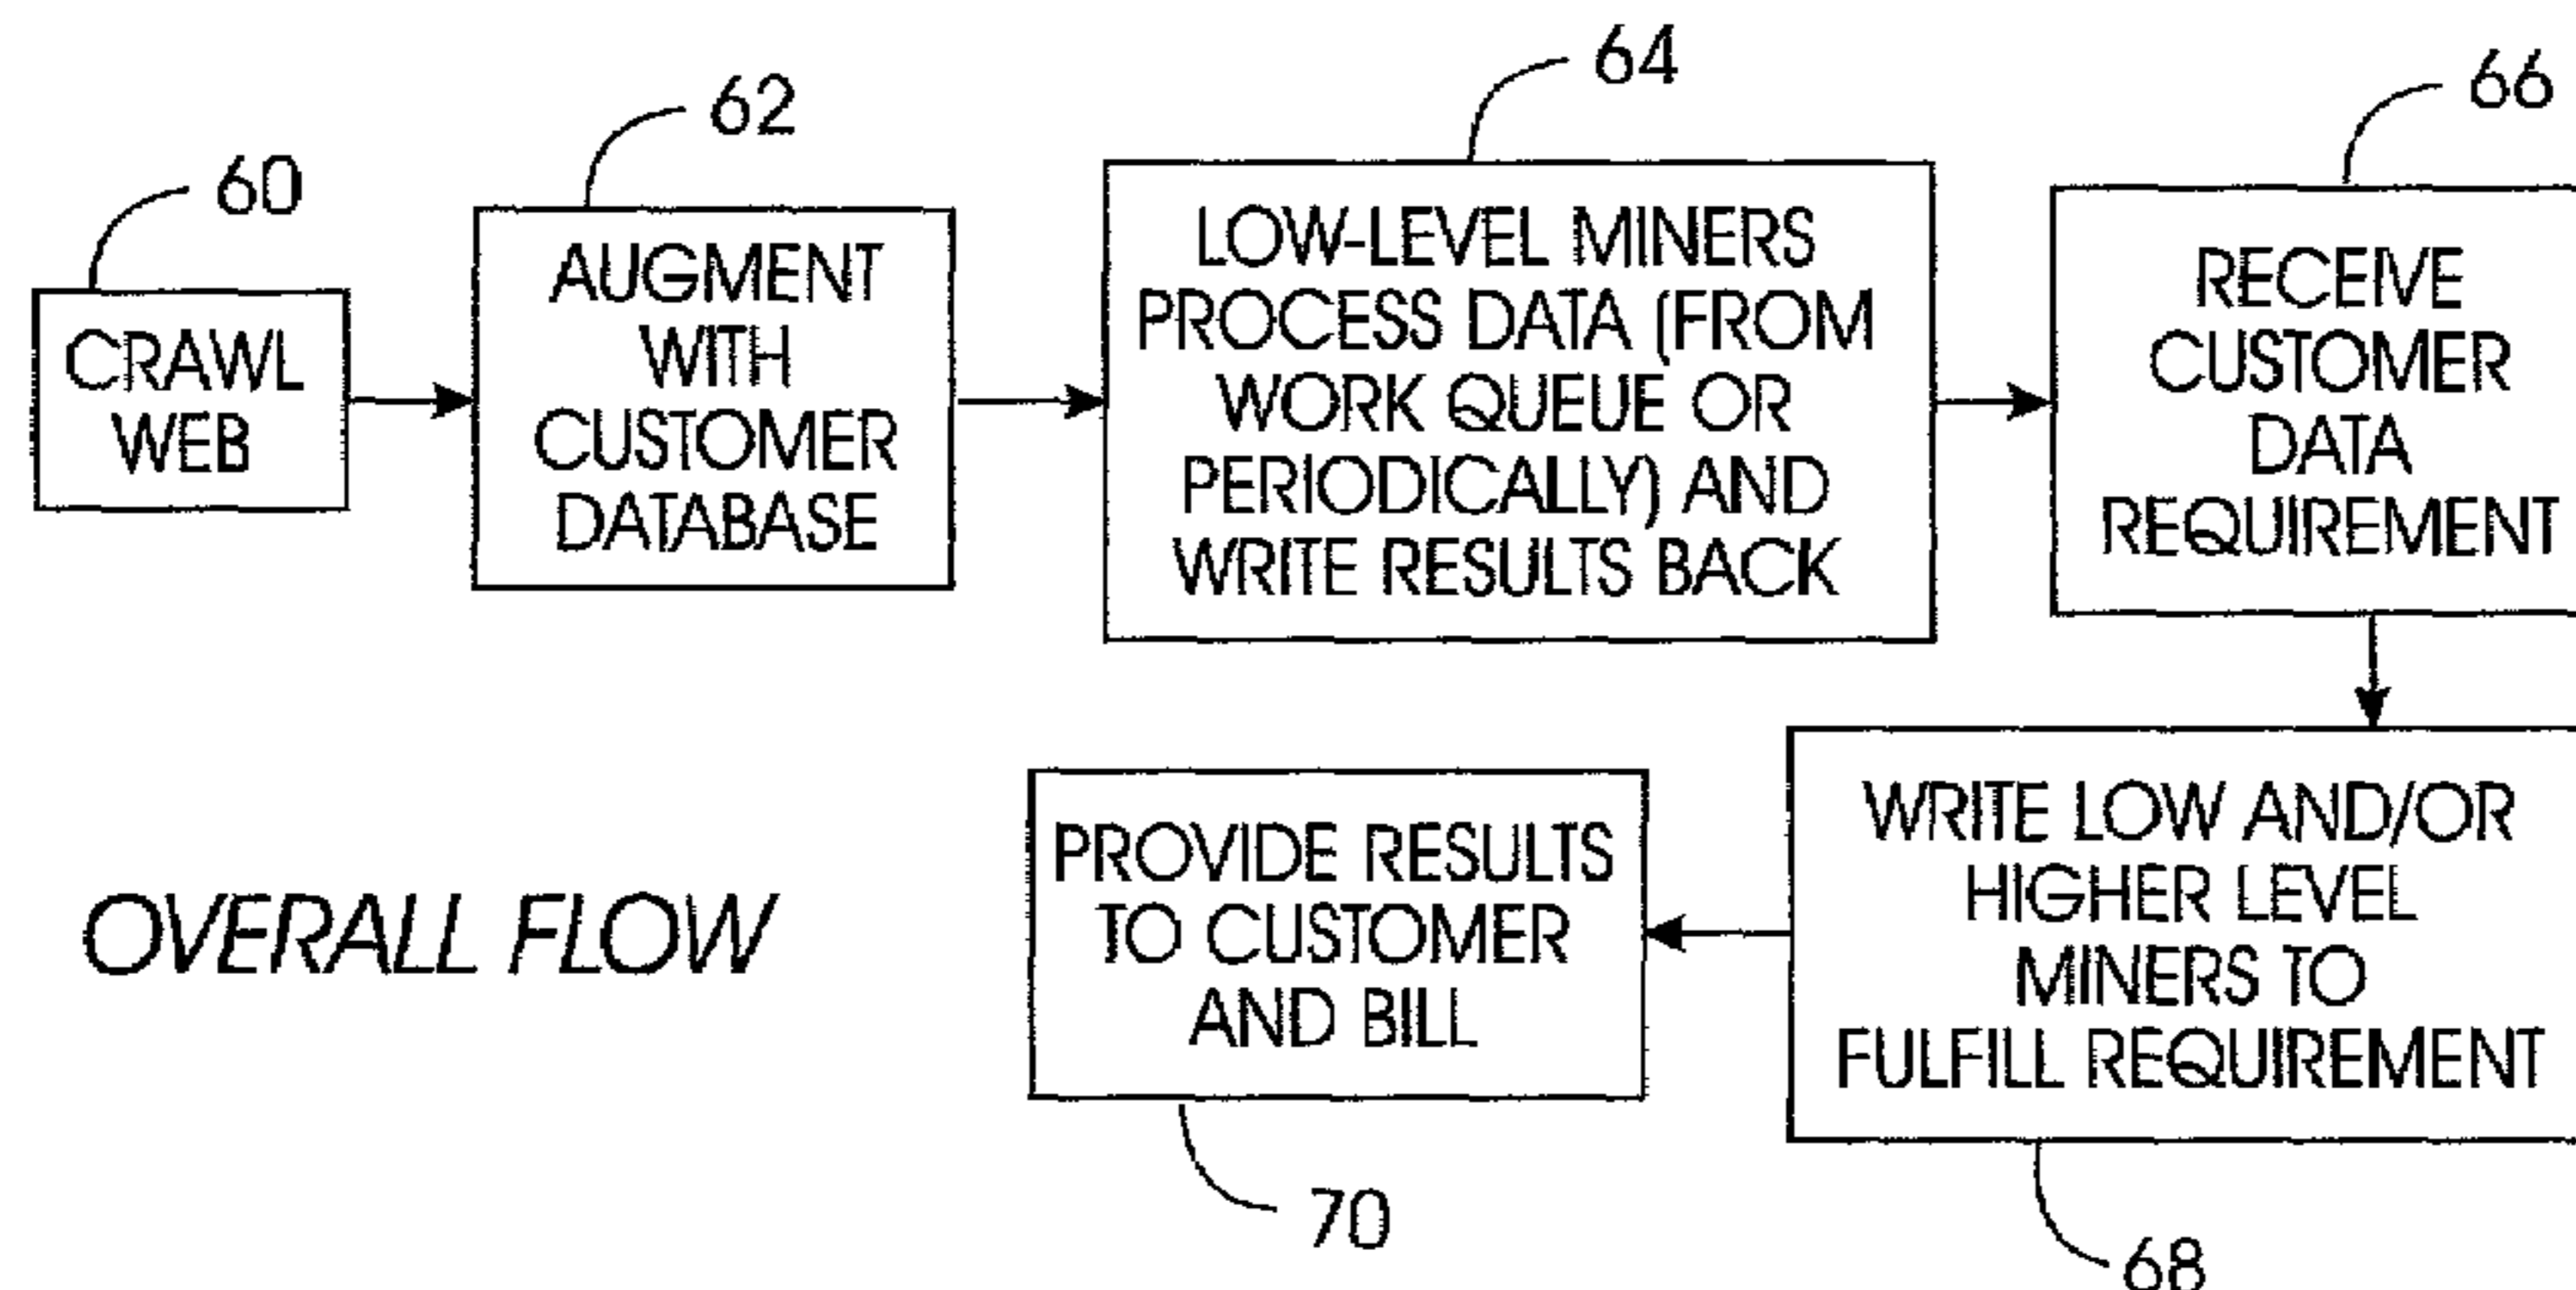 60
CRAWL
WEB
62
AUGMENT
WITH
CUSTOMER
DATABASE
64
LOW-LEVEL MINERS
PROCESS DATA (FROM
WORK QUEUE OR
PERIODICALLY) AND
WRITE RESULTS BACK
66
RECEIVE
CUSTOMER
DATA
REQUIREMENT
WRITE LOW AND/OR
HIGHER LEVEL
MINERS TO
FULFILL REQUIREMENT
68
PROVIDE RESULTS
TO CUSTOMER
AND BILL
70
OVERALL FLOW